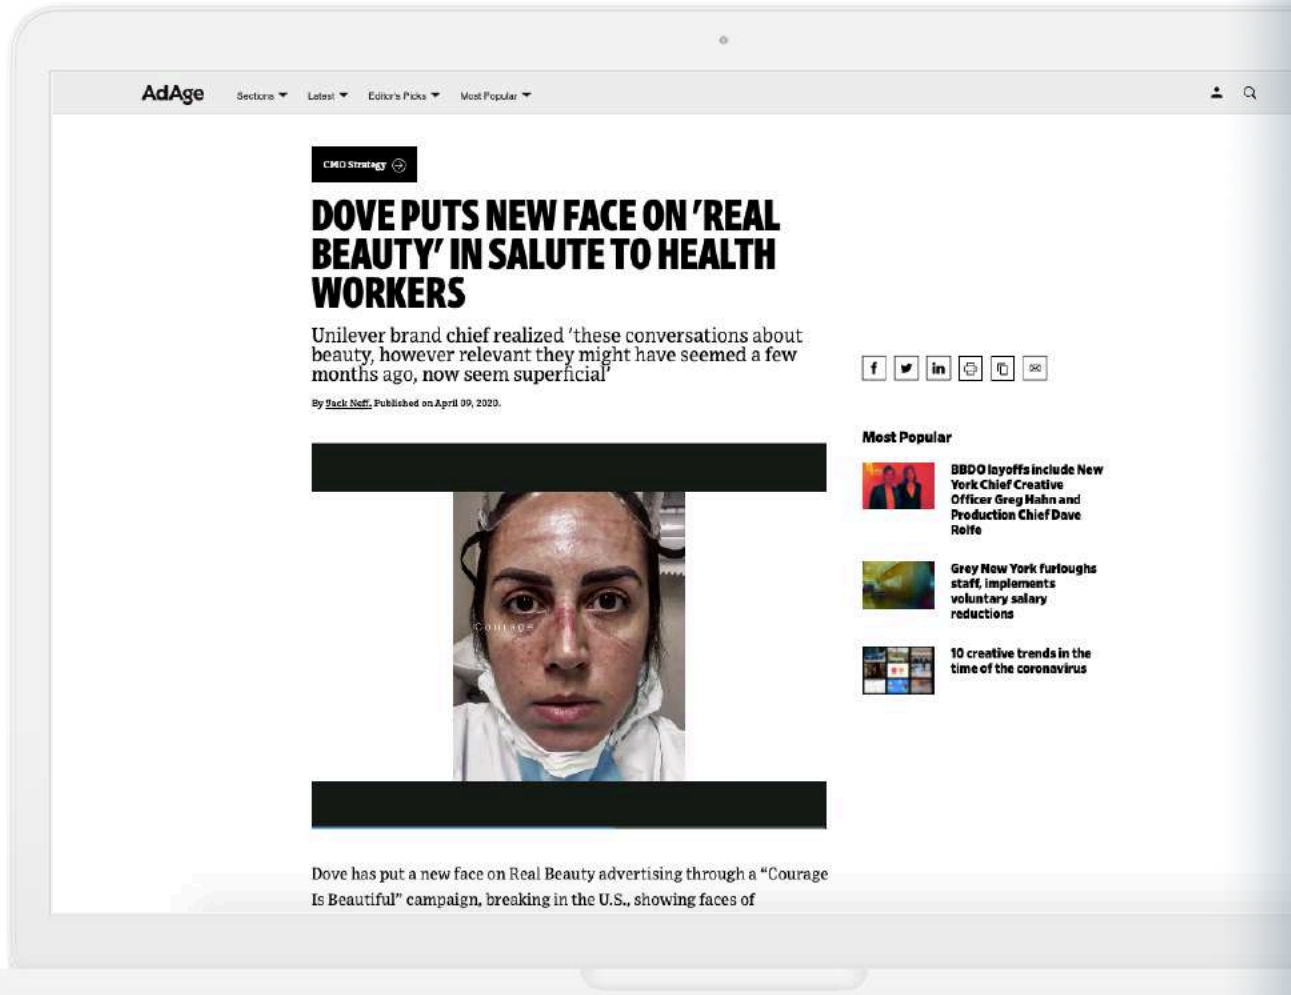 AdAge
Sections
Latest
Editor's Picks
Most Popular
CMO Strategy
DOVE PUTS NEW FACE ON 'REAL
BEAUTY' IN SALUTE TO HEALTH
WORKERS
Unilever brand chief realized 'these conversations about
beauty, however relevant they might have seemed a few
months ago, now seem superficial'
By Jack Neff. Published on April 09, 2020.
Courage
Dove has put a new face on Real Beauty advertising through a “Courage
Is Beautiful” campaign, breaking in the U.S., showing faces of
f
in
Most Popular
BBDO layoffs include New
York Chief Creative
Officer Greg Hahn and
Production Chief Dave
Rolfe
Grey New York furloughs
staff, implements
voluntary salary
reductions
10 creative trends in the
time of the coronavirus